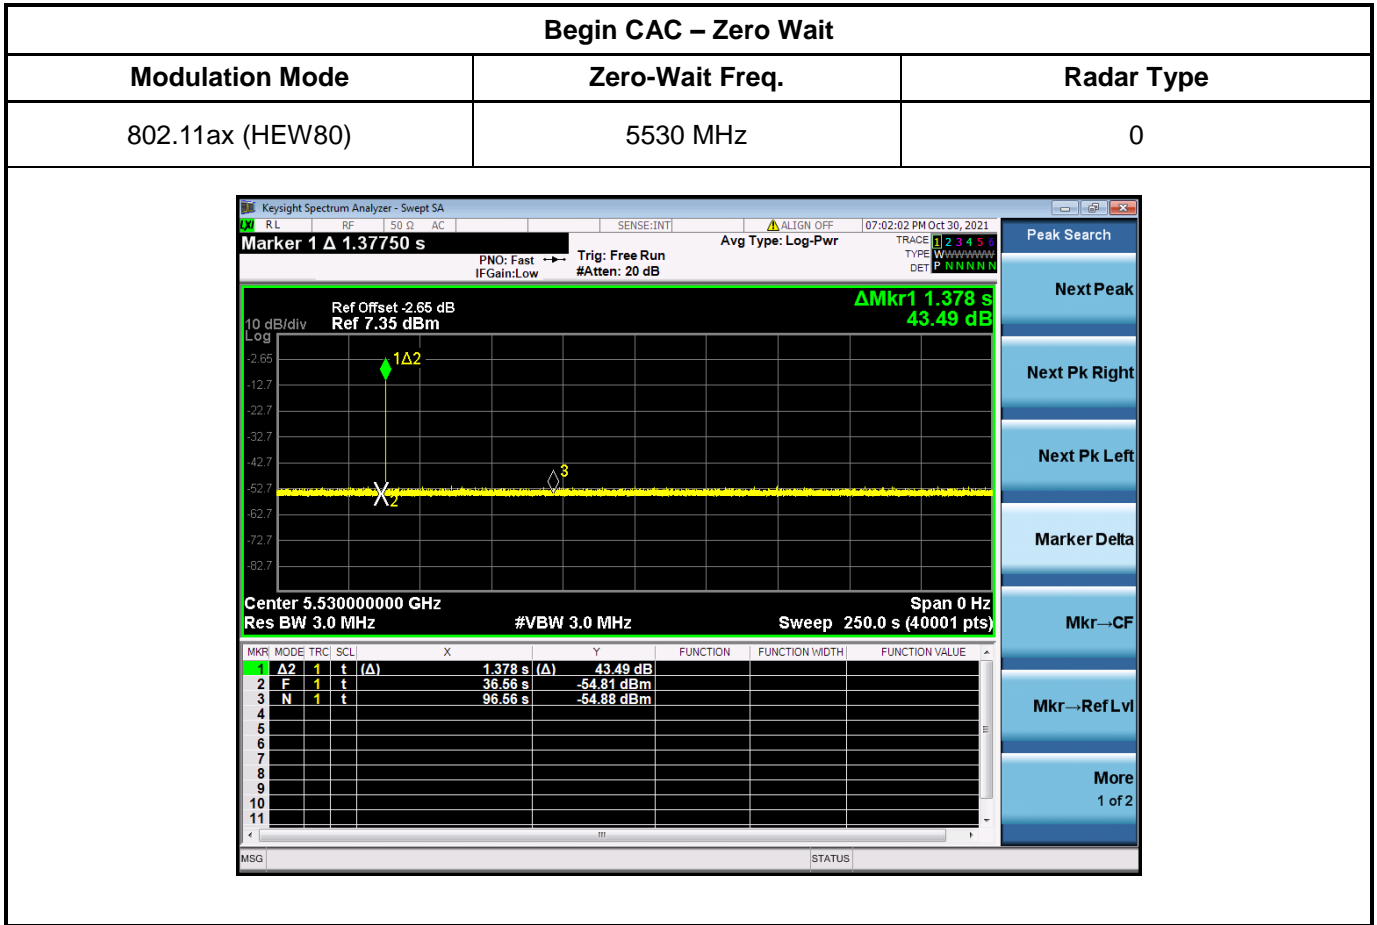 Begin CAC – Zero Wait
Modulation Mode Zero-Wait Freq. Radar Type
802.11ax (HEW80) 5530 MHz 0
Keysight Spectrum Analyzer - Swept SA
LXI RL RF 50 Ω AC SENSE:INT ALIGN OFF 07:02:02 PM Oct 30, 2021
Marker 1 Δ 1.37750 s
PNO: Fast
IFGain:Low
Trig: Free Run
#Atten: 20 dB
Avg Type: Log-Pwr
TRACE 1 2 3 4 5 6
TYPE WWWWWW
DET P N N N N N
Peak Search
Next Peak
Next Pk Right
Next Pk Left
Marker Delta
Mkr→CF
Mkr→Ref Lvl
More
1 of 2
ΔMkr1 1.378 s
43.49 dB
Ref Offset -2.65 dB
10 dB/div Ref 7.35 dBm
Log
-2.65
-12.7
-22.7
-32.7
-42.7
-52.7
-62.7
-72.7
-82.7
1Δ2
3
2
Center 5.530000000 GHz Span 0 Hz
Res BW 3.0 MHz #VBW 3.0 MHz Sweep 250.0 s (40001 pts)
MKR MODE TRC SCL X Y FUNCTION FUNCTION WIDTH FUNCTION VALUE
1 Δ2 1 t (Δ) 1.378 s (Δ) 43.49 dB
2 F 1 t 36.56 s -54.81 dBm
3 N 1 t 96.56 s -54.88 dBm
4
5
6
7
8
9
10
11
MSG STATUS